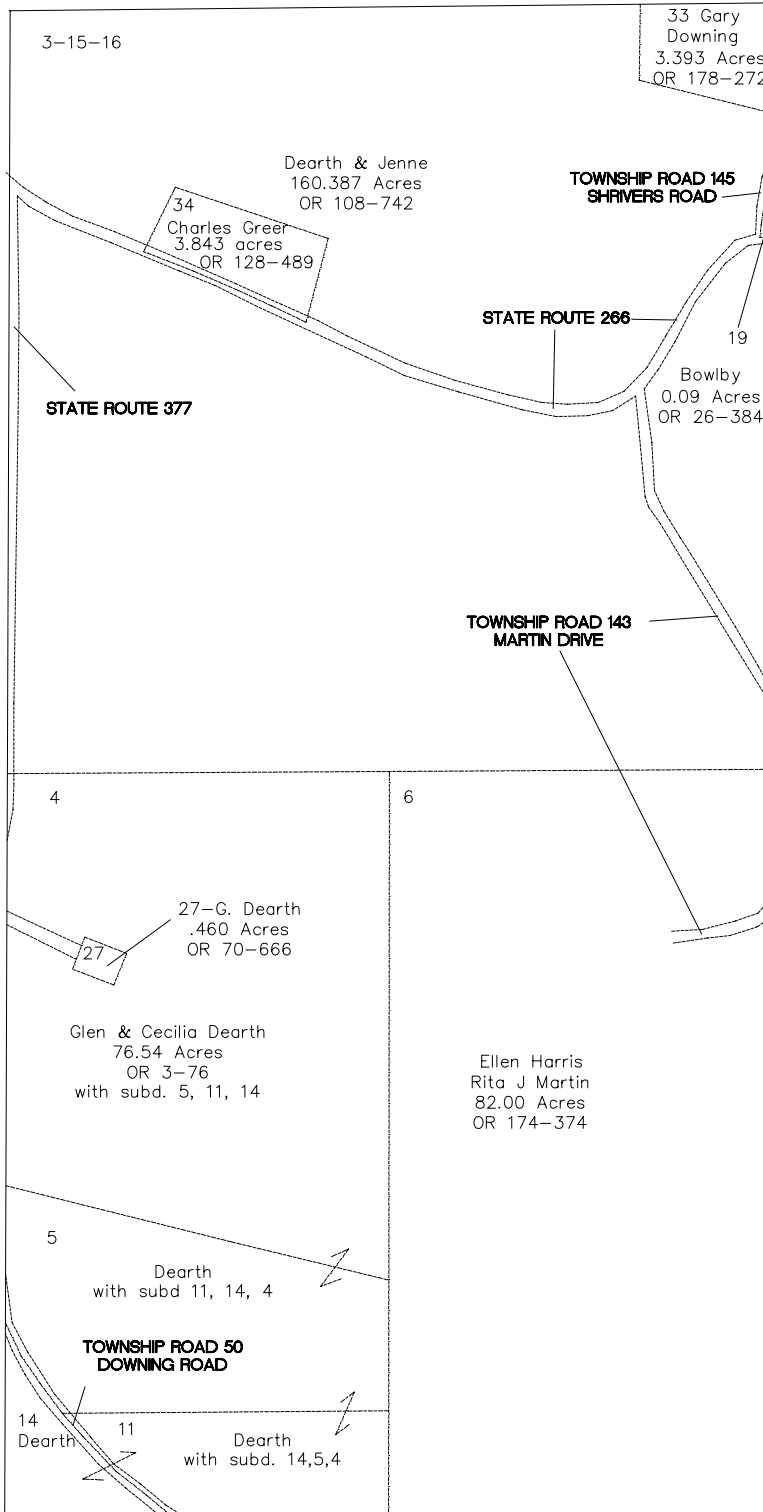 3-15-16
33 Gary
Downing
3.393 Acres
OR 178-272
Dearth & Jenne
160.387 Acres
OR 108-742
TOWNSHIP ROAD 145
SHRIVERS ROAD
34
Charles Greer
3.843 acres
OR 128-489
STATE ROUTE 266
19
Bowlby
0.09 Acres
OR 26-384
STATE ROUTE 377
TOWNSHIP ROAD 143
MARTIN DRIVE
4
6
27-G. Dearth
.460 Acres
OR 70-666
27
Glen & Cecilia Dearth
76.54 Acres
OR 3-76
with subd. 5, 11, 14
Ellen Harris
Rita J Martin
82.00 Acres
OR 174-374
5
Dearth
with subd 11, 14, 4
TOWNSHIP ROAD 50
DOWNING ROAD
14
Dearth
11
Dearth
with subd. 14,5,4